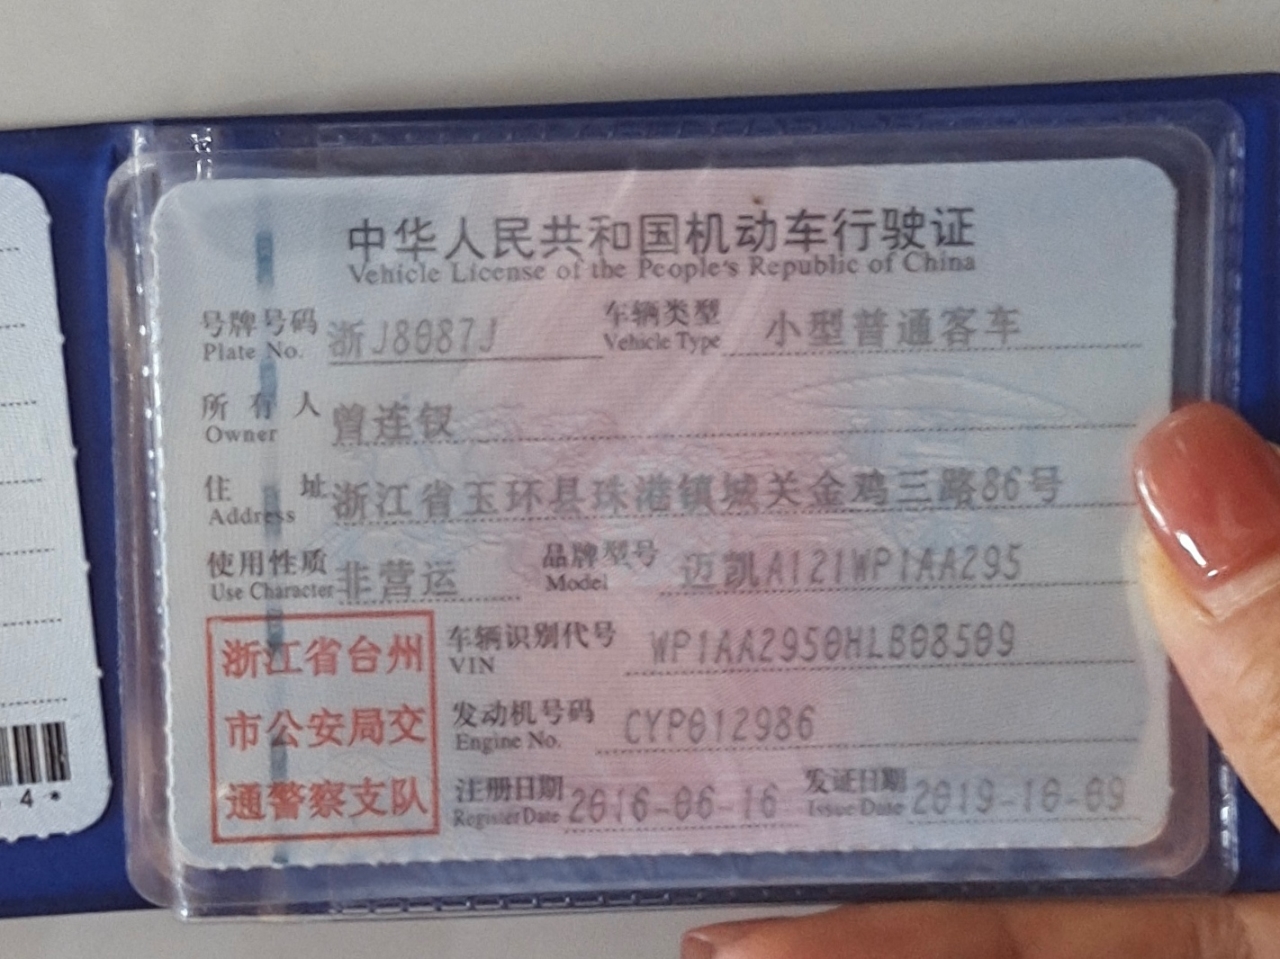 中华人民共和国机动车行驶证
Vehicle License of the People's Republic of China
号牌号码 浙J8087J 车辆类型 小型普通客车
Plate No. Vehicle Type
所有人 曾连钗
Owner
住址 浙江省玉环县珠港镇城关金鸡三路86号
Address
使用性质 非营运 品牌型号 迈凯A121WP1AA295
Use Character Model
浙江省台州
市公安局交
通警察支队
车辆识别代号 WP1AA2950HLB08509
VIN
发动机号码 CYP012986
Engine No.
注册日期 2016-06-16 发证日期 2019-10-09
Register Date Issue Date
4*